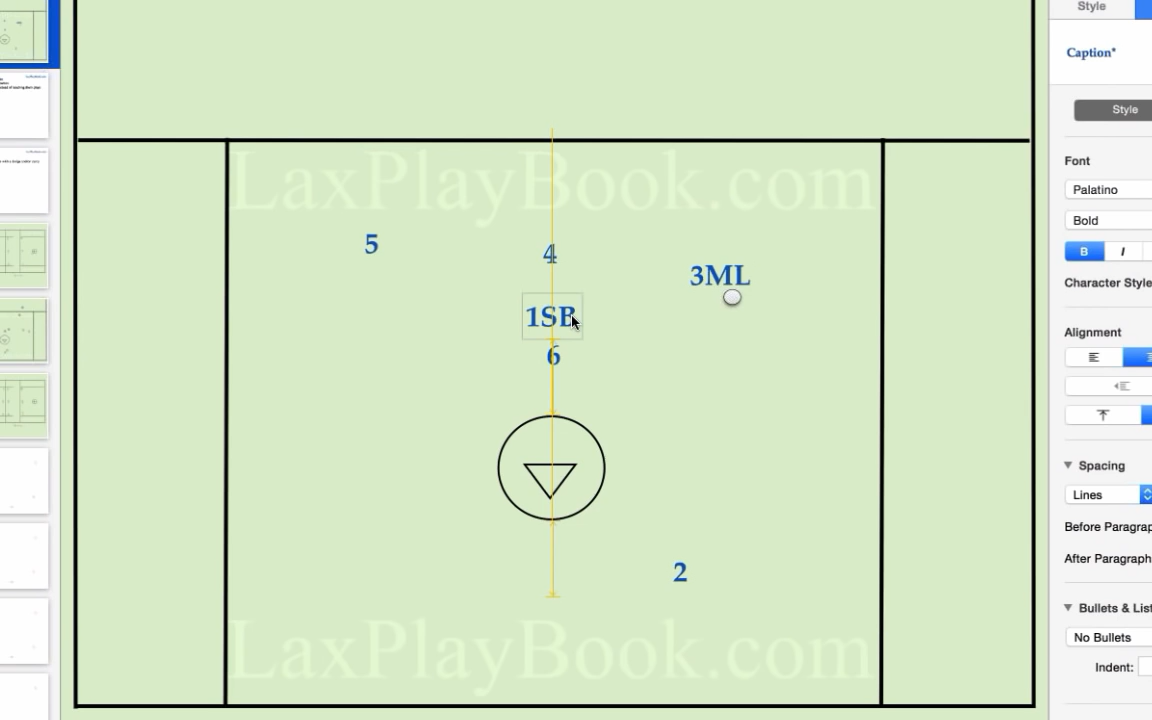 Style
Caption*
Style
LaxPlayBook.com
Font
Palatino
Bold
B I
5
4
3ML
1SB
6
Character Style
Alignment
Spacing
Lines
Before Paragrap
After Paragraph
2
Bullets & List
LaxPlayBook.com
No Bullets
Indent: